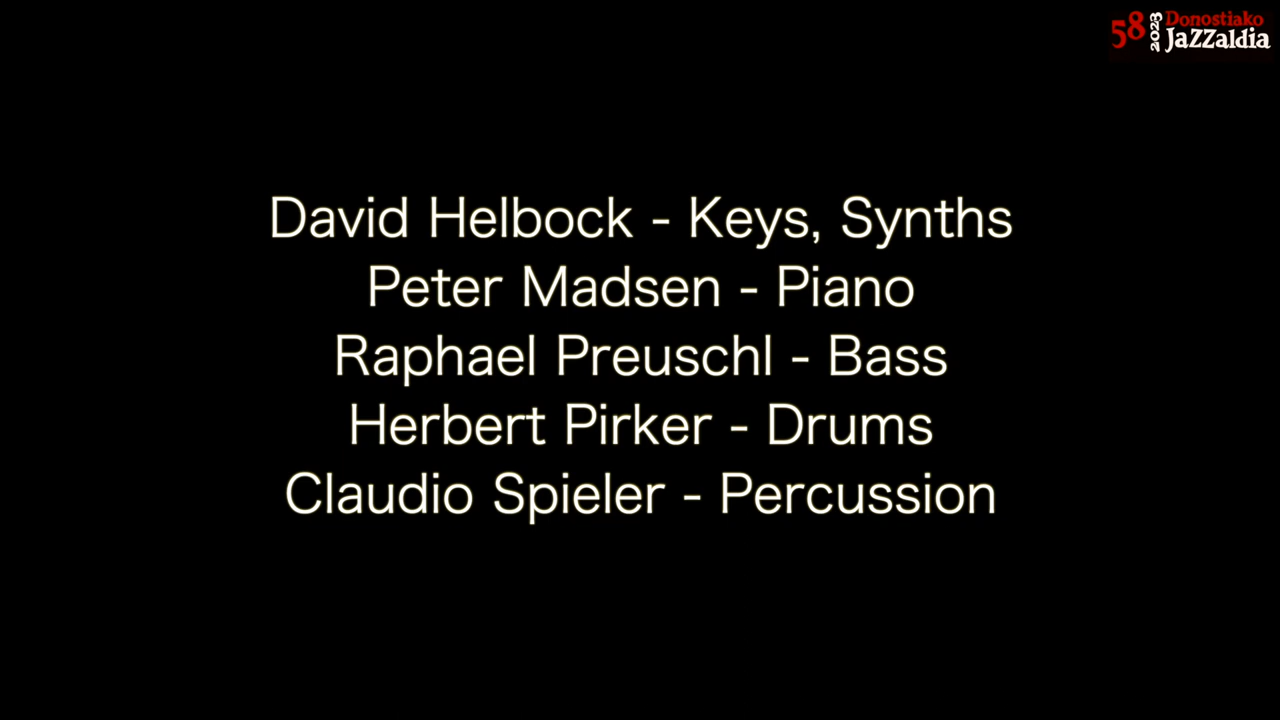 58 2023 Donostiako
JaZZaldia
David Helbock - Keys, Synths
Peter Madsen - Piano
Raphael Preuschl - Bass
Herbert Pirker - Drums
Claudio Spieler - Percussion